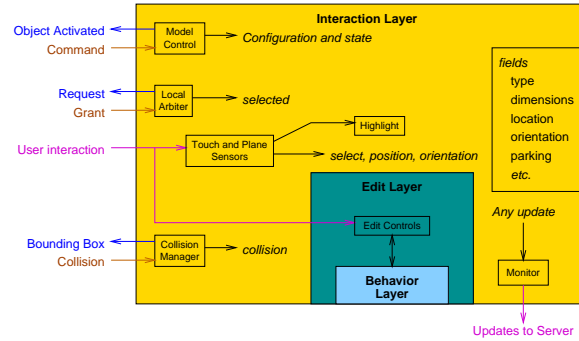 Interaction Layer
Object Activated
Command
Model
Control
Configuration and state
fields
type
dimensions
location
orientation
parking
etc.
Request
Grant
Local
Arbiter
selected
Highlight
User interaction
Touch and Plane
Sensors
select, position, orientation
Edit Layer
Edit Controls
Any update
Bounding Box
Collision
Collision
Manager
collision
Behavior
Layer
Monitor
Updates to Server